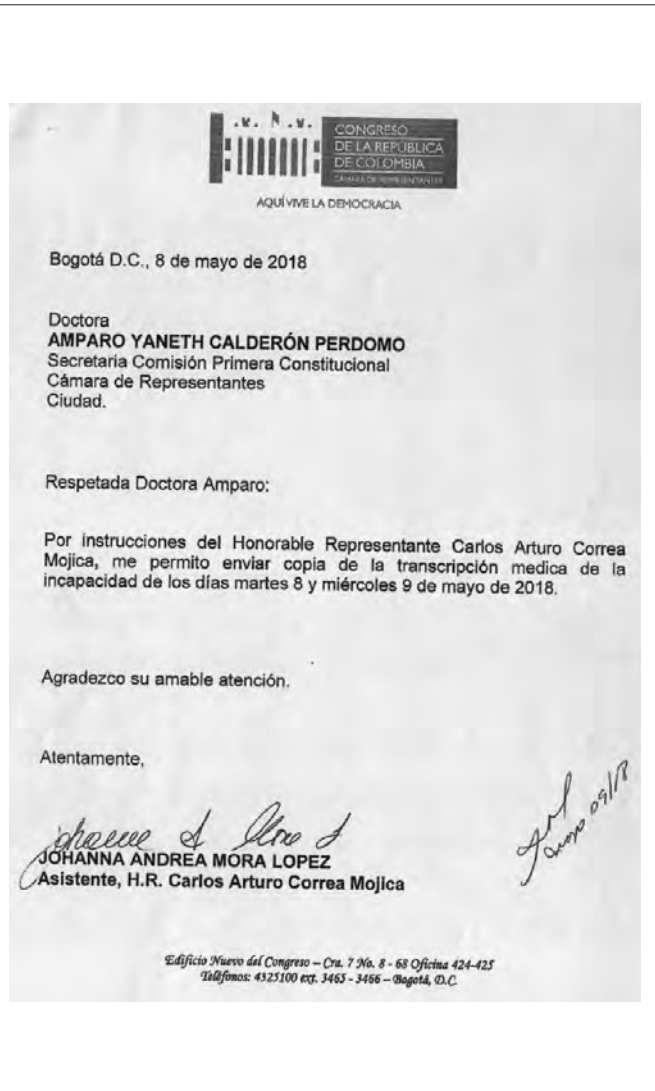 CONGRESO
DE LA REPÚBLICA
DE COLOMBIA
CÁMARA DE REPRESENTANTES
AQUÍ VIVE LA DEMOCRACIA
Bogotá D.C., 8 de mayo de 2018
Doctora
AMPARO YANETH CALDERÓN PERDOMO
Secretaria Comisión Primera Constitucional
Cámara de Representantes
Ciudad.
Respetada Doctora Amparo:
Por instrucciones del Honorable Representante Carlos Arturo Correa
Mojica, me permito enviar copia de la transcripción medica de la
incapacidad de los días martes 8 y miércoles 9 de mayo de 2018.
Agradezco su amable atención.
Atentamente,
JOHANNA ANDREA MORA LOPEZ
Asistente, H.R. Carlos Arturo Correa Mojica
09/18
Edificio Nuevo del Congreso – Cra. 7 No. 8 - 68 Oficina 424-425
Teléfonos: 4325100 ext. 3465 - 3466 – Bogotá, D.C.